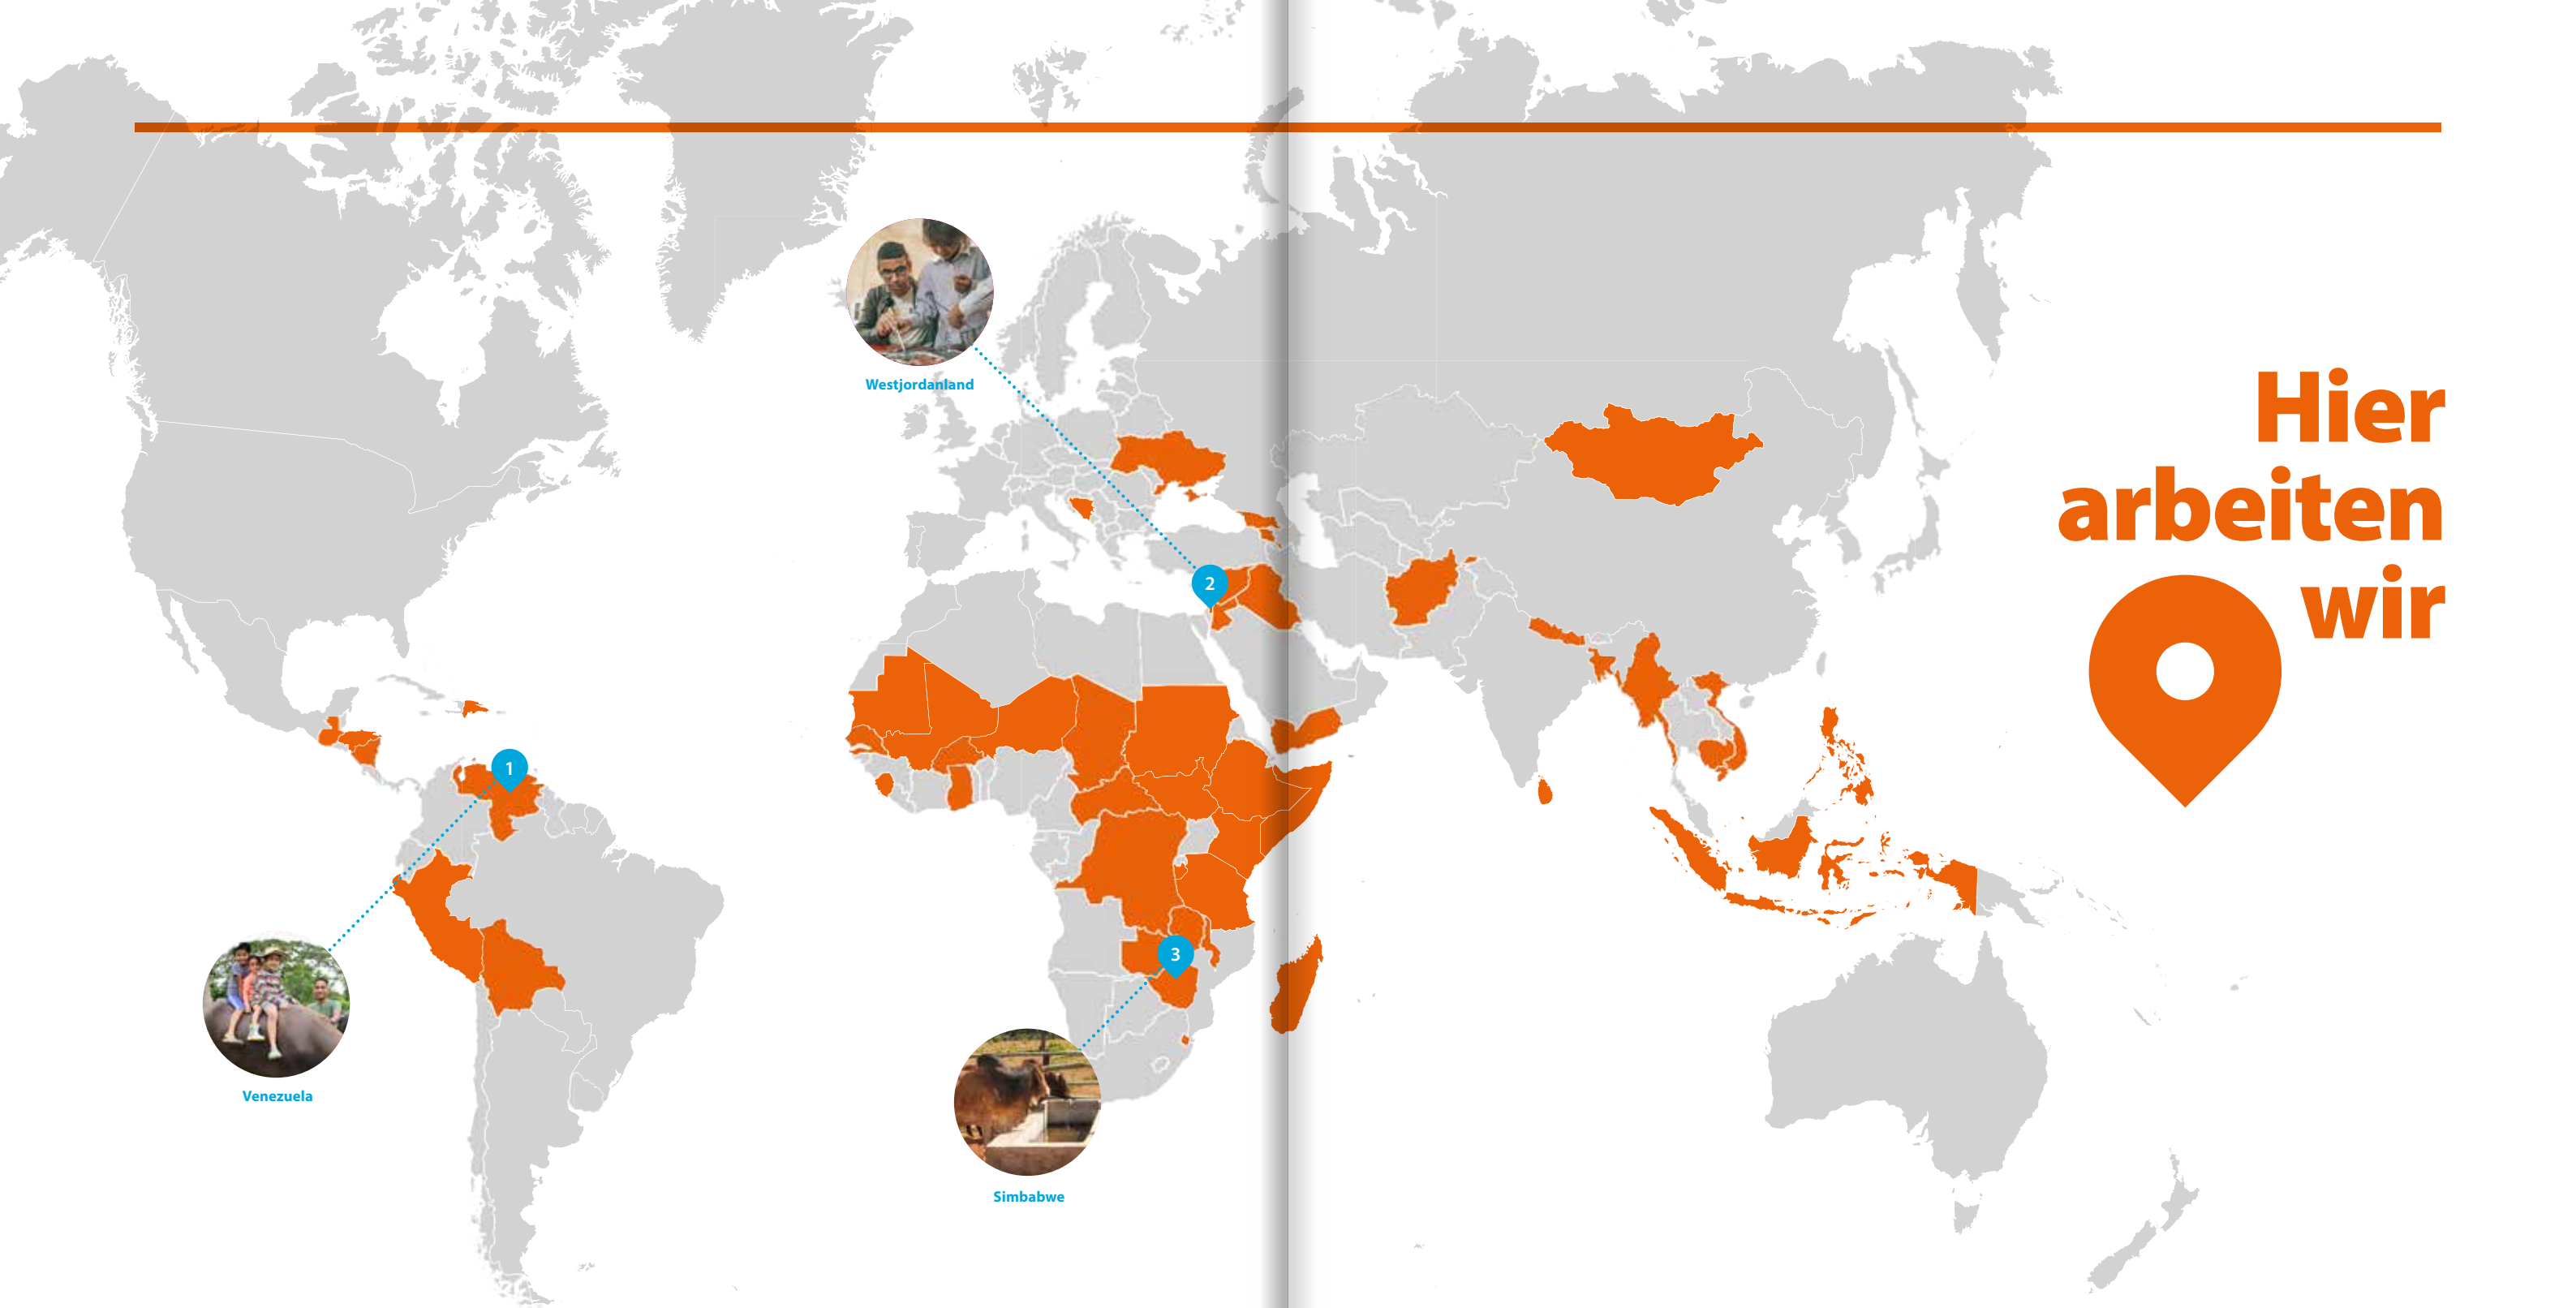 Hier
arbeiten
wir
Westjordanland
2
1
Venezuela
3
Simbabwe